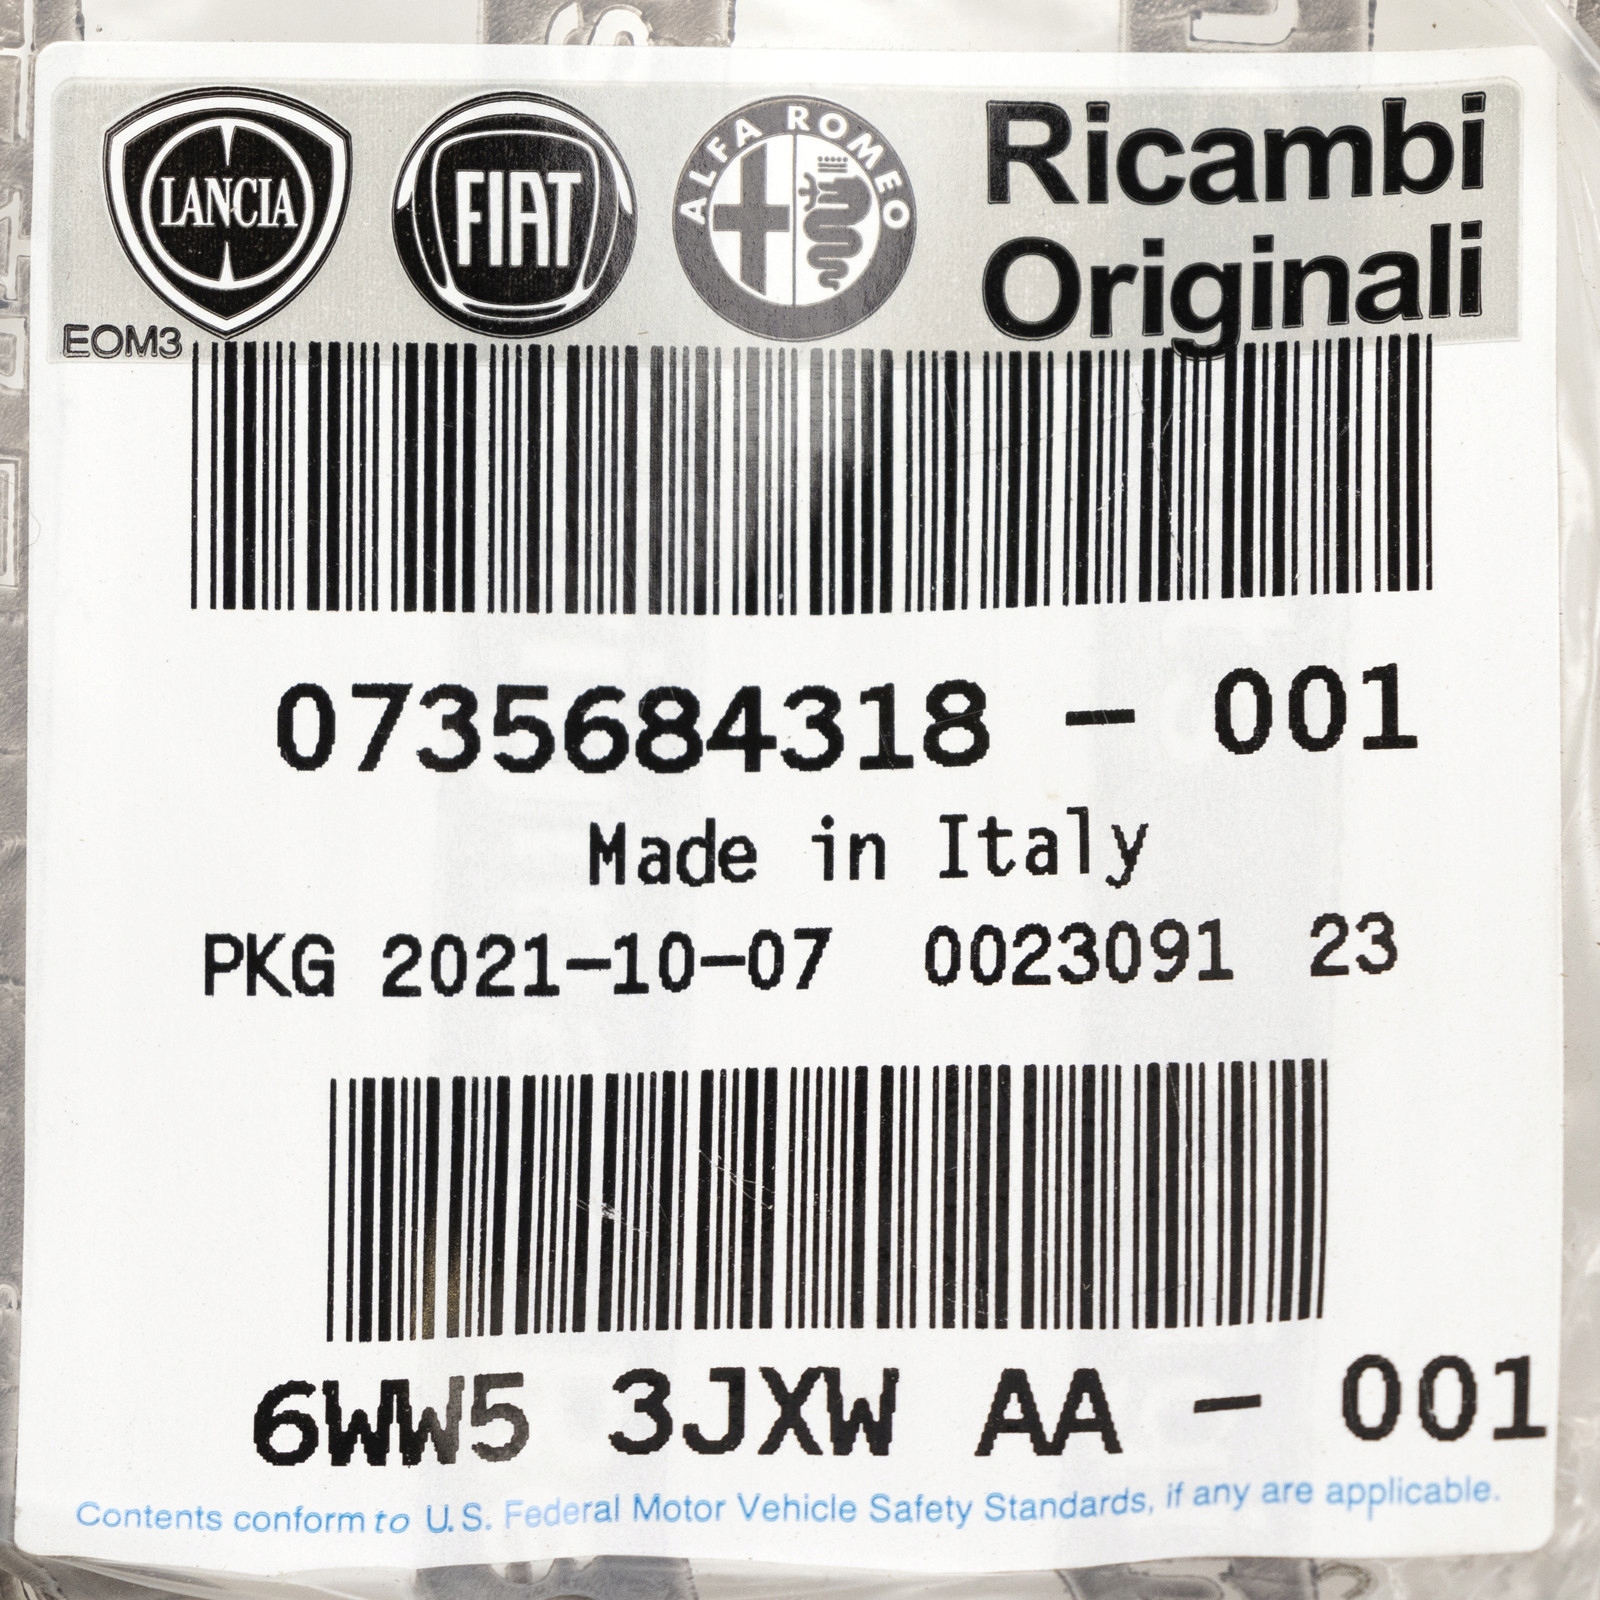 LANCIA
FIAT
ALFA ROMEO
Ricambi
Originali
EOM3
0735684318 - 001
Made in Italy
PKG 2021-10-07 0023091 23
6WW5 3JXW AA - 001
Contents conform to U.S. Federal Motor Vehicle Safety Standards, if any are applicable.